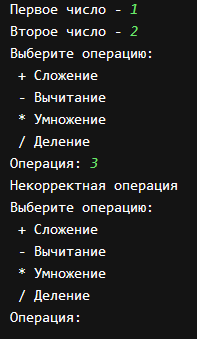 Первое число - 1
Второе число - 2
Выберите операцию:
+ Сложение
- Вычитание
* Умножение
/ Деление
Операция: 3
Некорректная операция
Выберите операцию:
+ Сложение
- Вычитание
* Умножение
/ Деление
Операция: